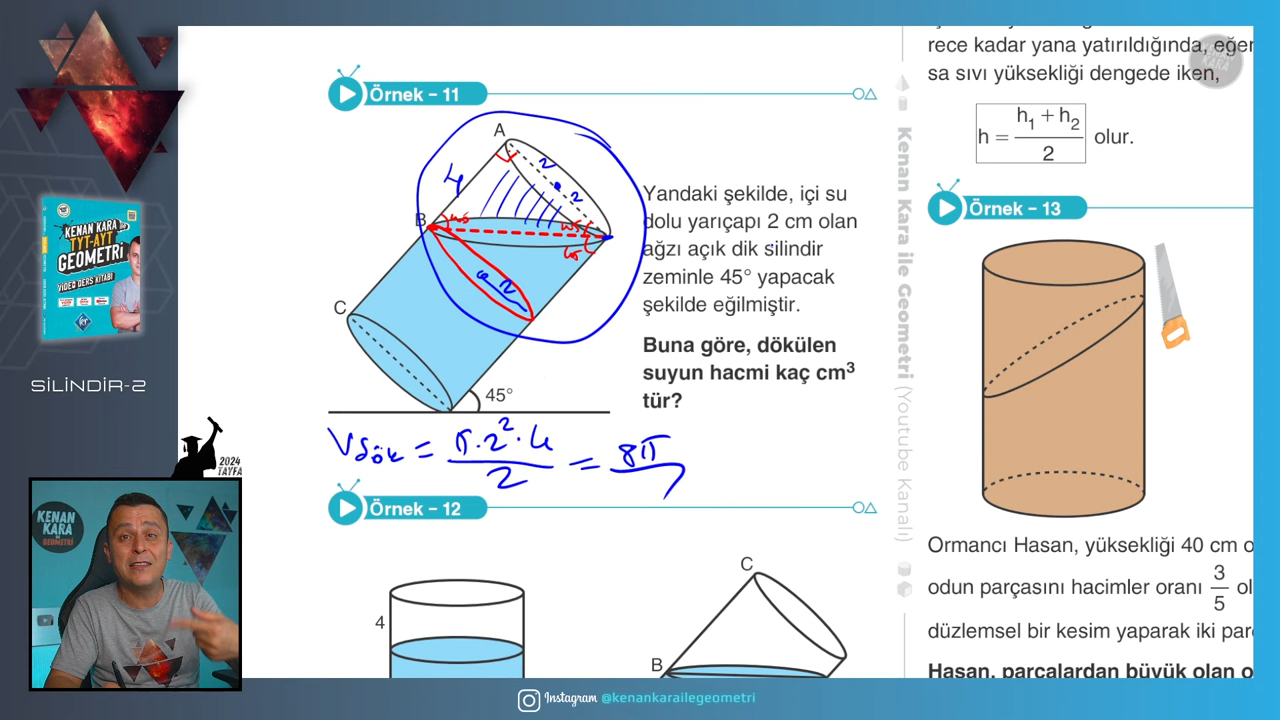 Örnek – 11
A
B
C
4
2
2
45
45
45
2
45°
Yandaki şekilde, içi su
dolu yarıçapı 2 cm olan
ağzı açık dik silindir
zeminle 45° yapacak
şekilde eğilmiştir.
Buna göre, dökülen
suyun hacmi kaç cm³
tür?
Vdök = π·2²·4 / 2 = 8π
Örnek – 12
4
C
B
Kenan Kara ile Geometri (Youtube Kanalı)
rece kadar yana yatırıldığında, eğer
sa sıvı yüksekliği dengede iken,
h = h₁ + h₂ / 2 olur.
Örnek – 13
Ormancı Hasan, yüksekliği 40 cm o
odun parçasını hacimler oranı 3/5 ol
düzlemsel bir kesim yaparak iki par
Hasan, parçalardan büyük olan o
KENAN KARA
TYT-AYT
GEOMETRİ
VİDEO DERS KİTABI
SİLİNDİR-2
2024
TAYFA
KENAN
KARA
GEOMETRİ
Instagram @kenankarailegeometri